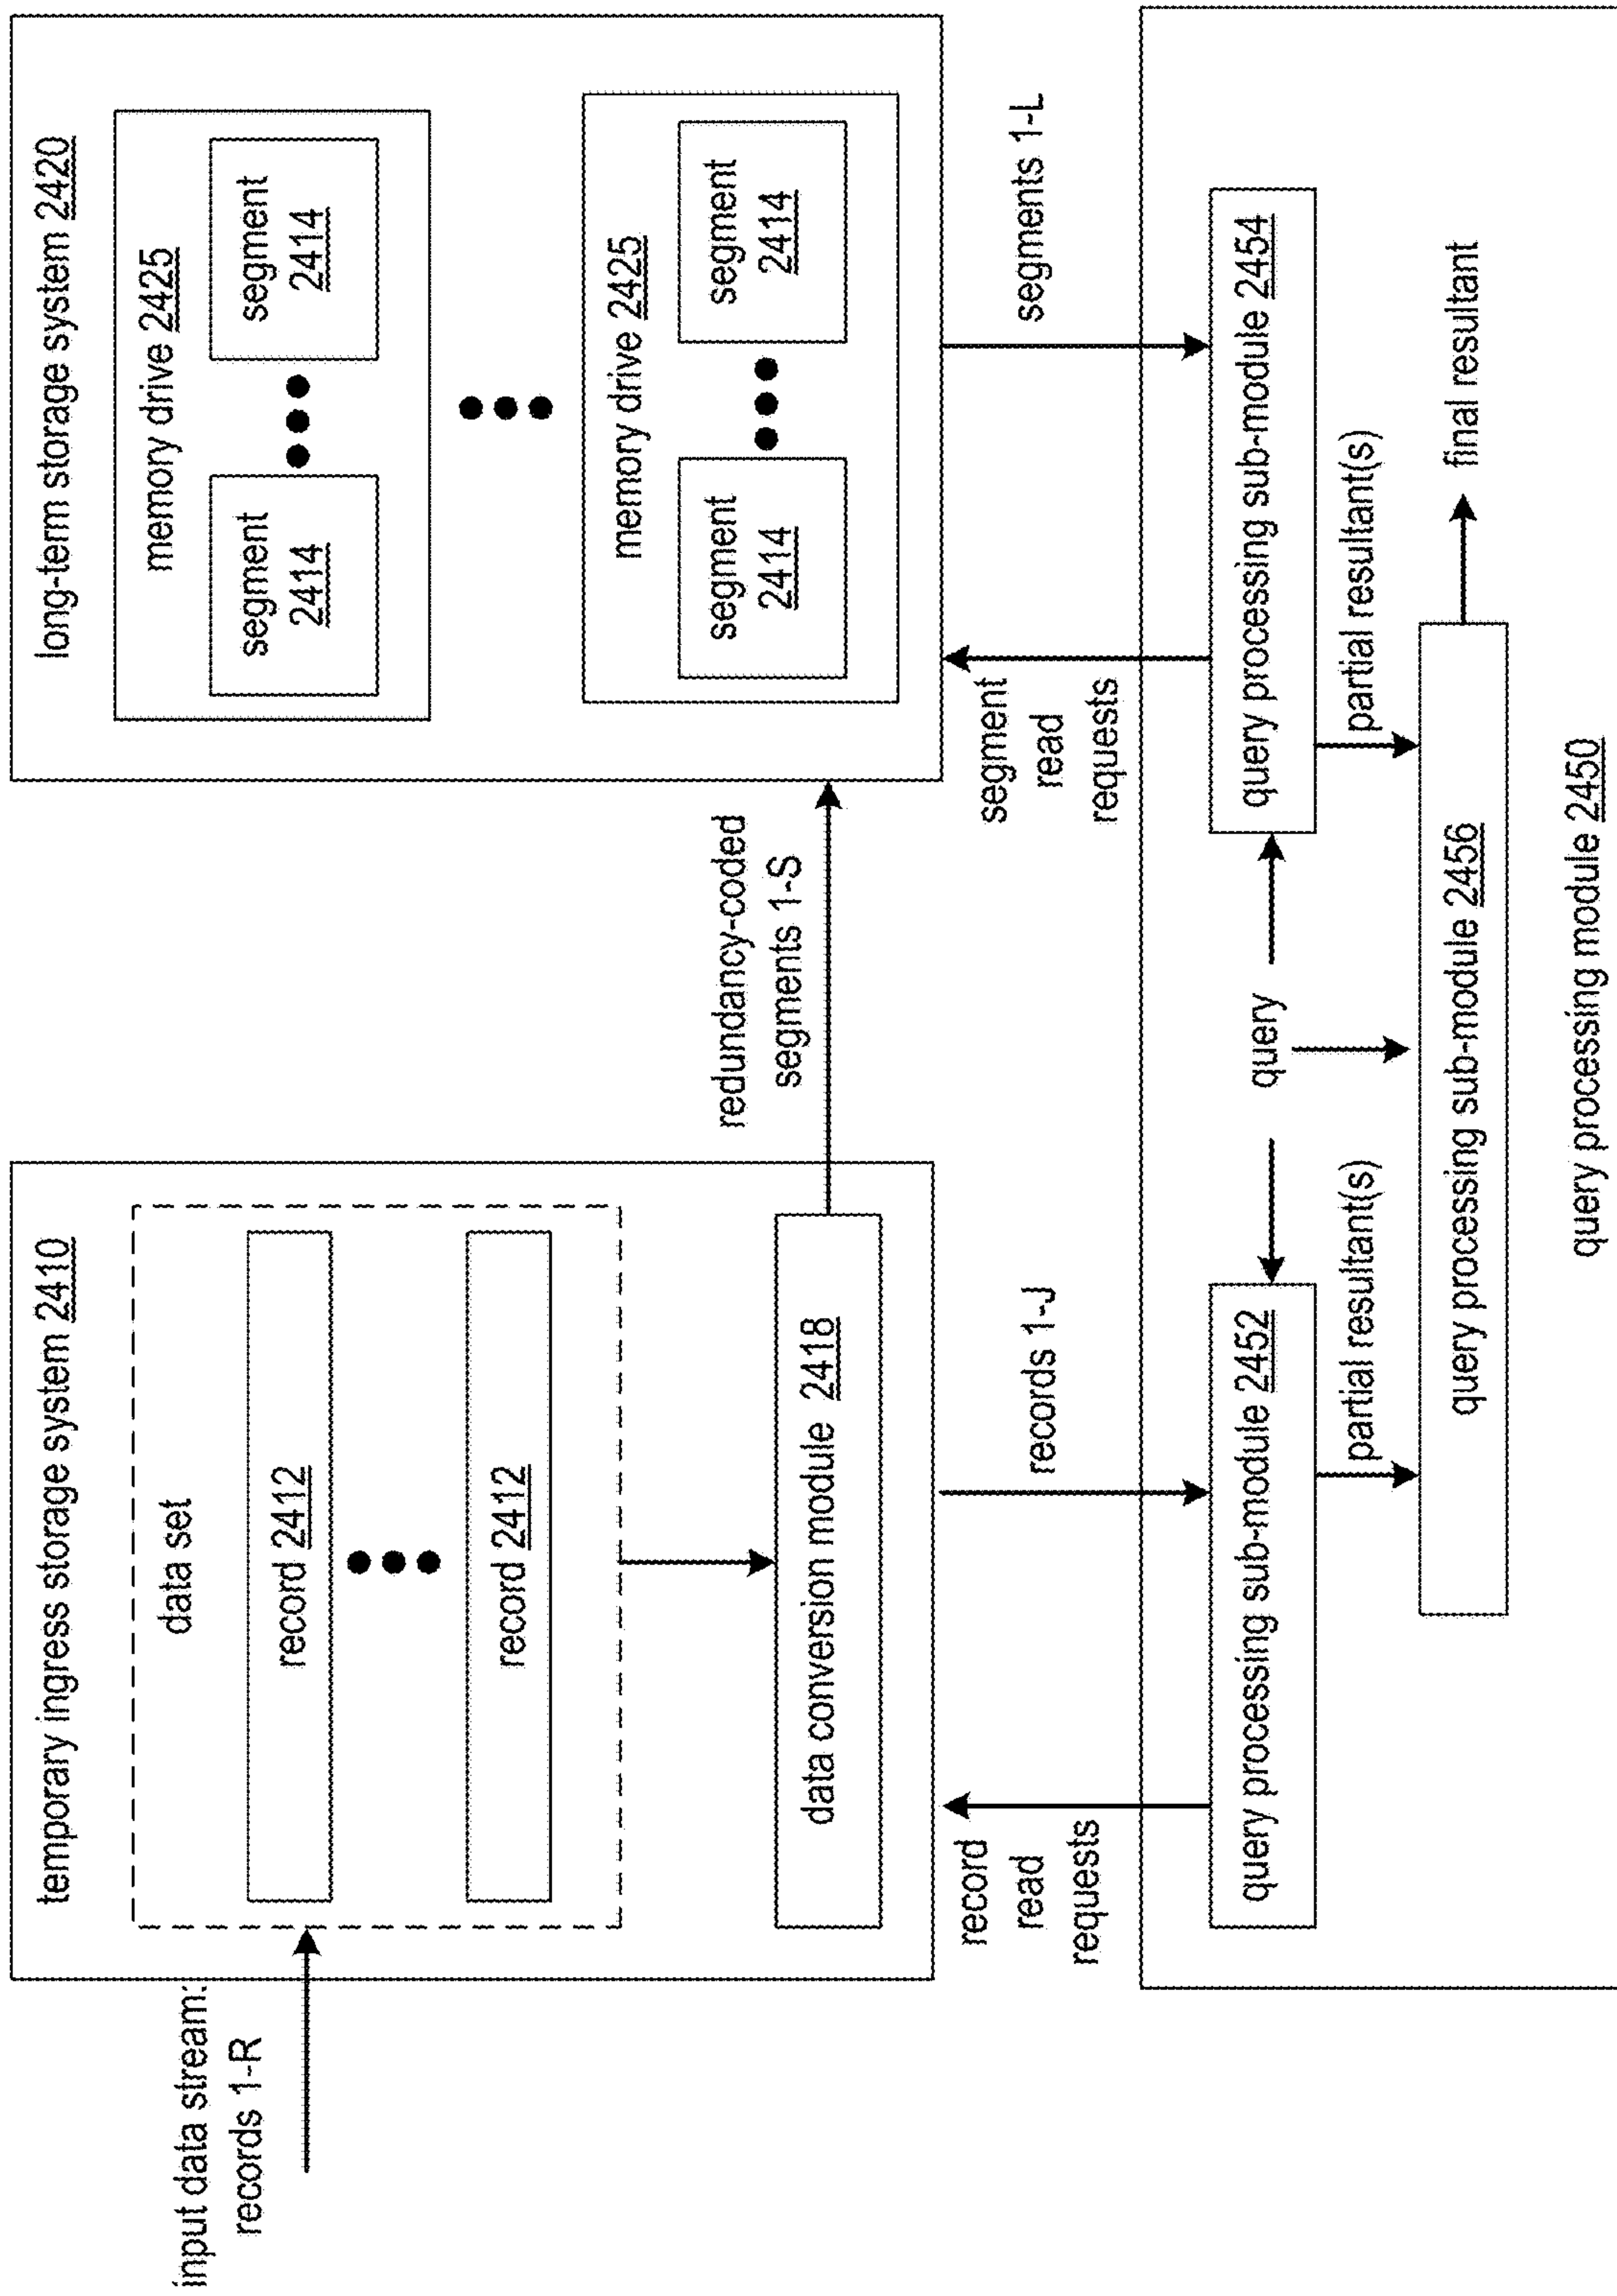 input data stream:
records 1-R
temporary ingress storage system 2410
data set
record 2412
record 2412
data conversion module 2418
redundancy-coded
segments 1-S
long-term storage system 2420
memory drive 2425
segment
2414
segment
2414
memory drive 2425
segment
2414
segment
2414
record
read
requests
records 1-J
segment
read
requests
segments 1-L
query processing sub-module 2452
query
query processing sub-module 2454
partial resultant(s)
partial resultant(s)
query processing sub-module 2456
final resultant
query processing module 2450